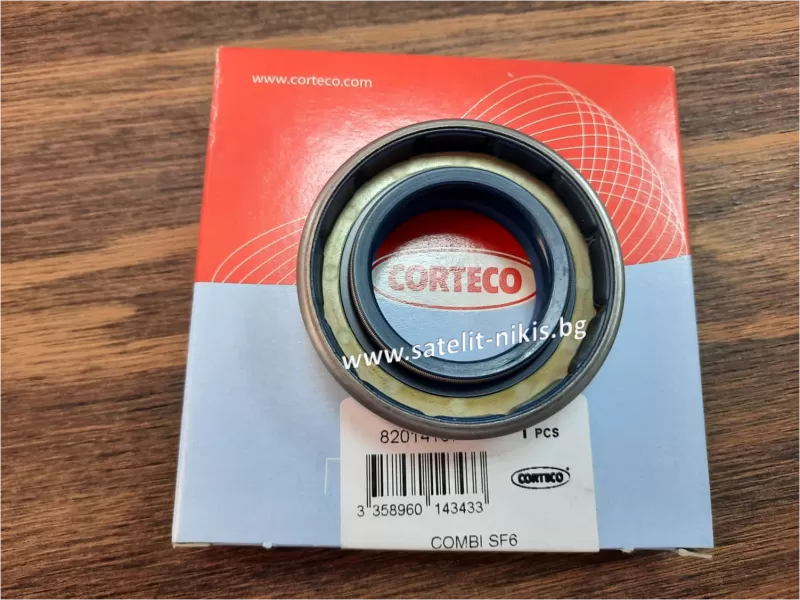 www.corteco.com
CORTECO
www.satelit-nikis.bg
1 PCS
CORTECO
3 358960 143433
COMBI SF6